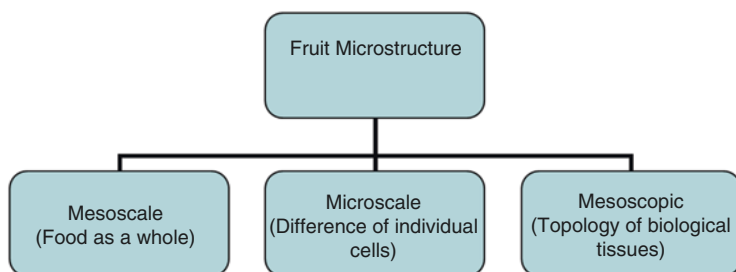 Fruit Microstructure
Mesoscale
(Food as a whole)
Microscale
(Difference of individual
cells)
Mesoscopic
(Topology of biological
tissues)